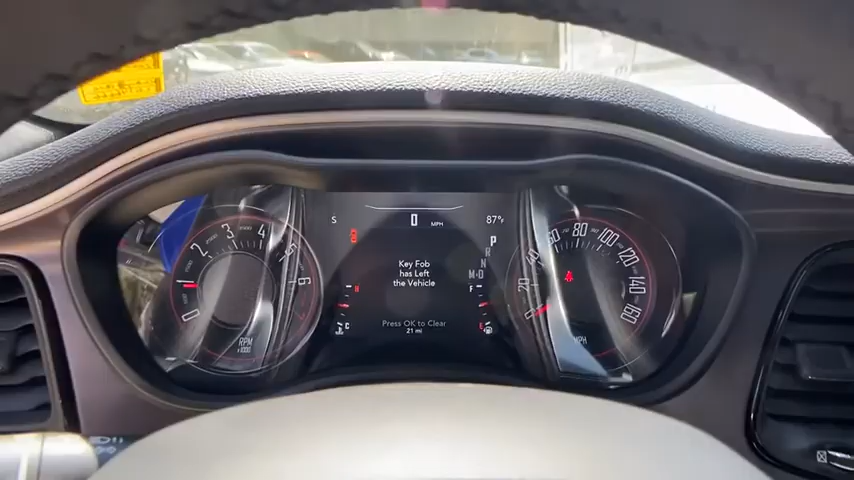 S
0 MPH
87°F
P
R
N
M·D
Key Fob
has Left
the Vehicle
Press OK to Clear
21 mi
H
C
F
E
1
2
3
4
5
6
RPM
x1000
20
40
60
80
100
120
140
160
MPH